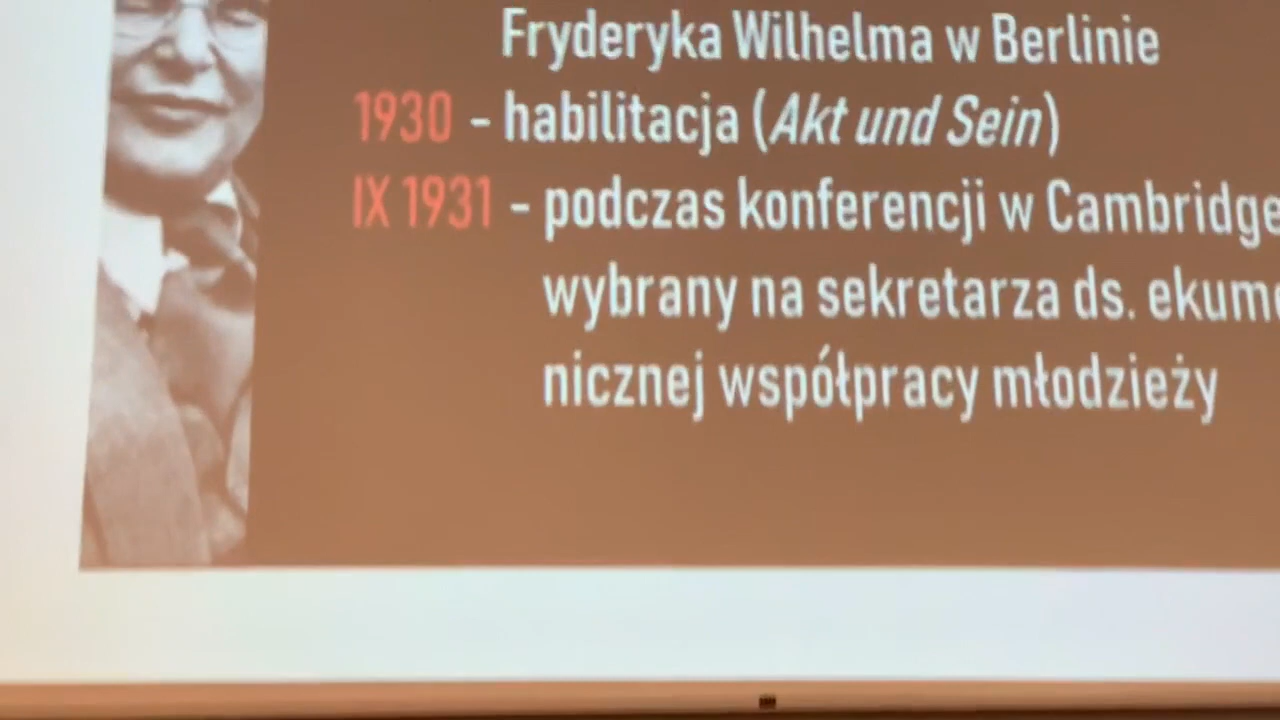 Fryderyka Wilhelma w Berlinie
1930 - habilitacja (Akt und Sein)
IX 1931 - podczas konferencji w Cambridge
wybrany na sekretarza ds. ekume
nicznej współpracy młodzieży